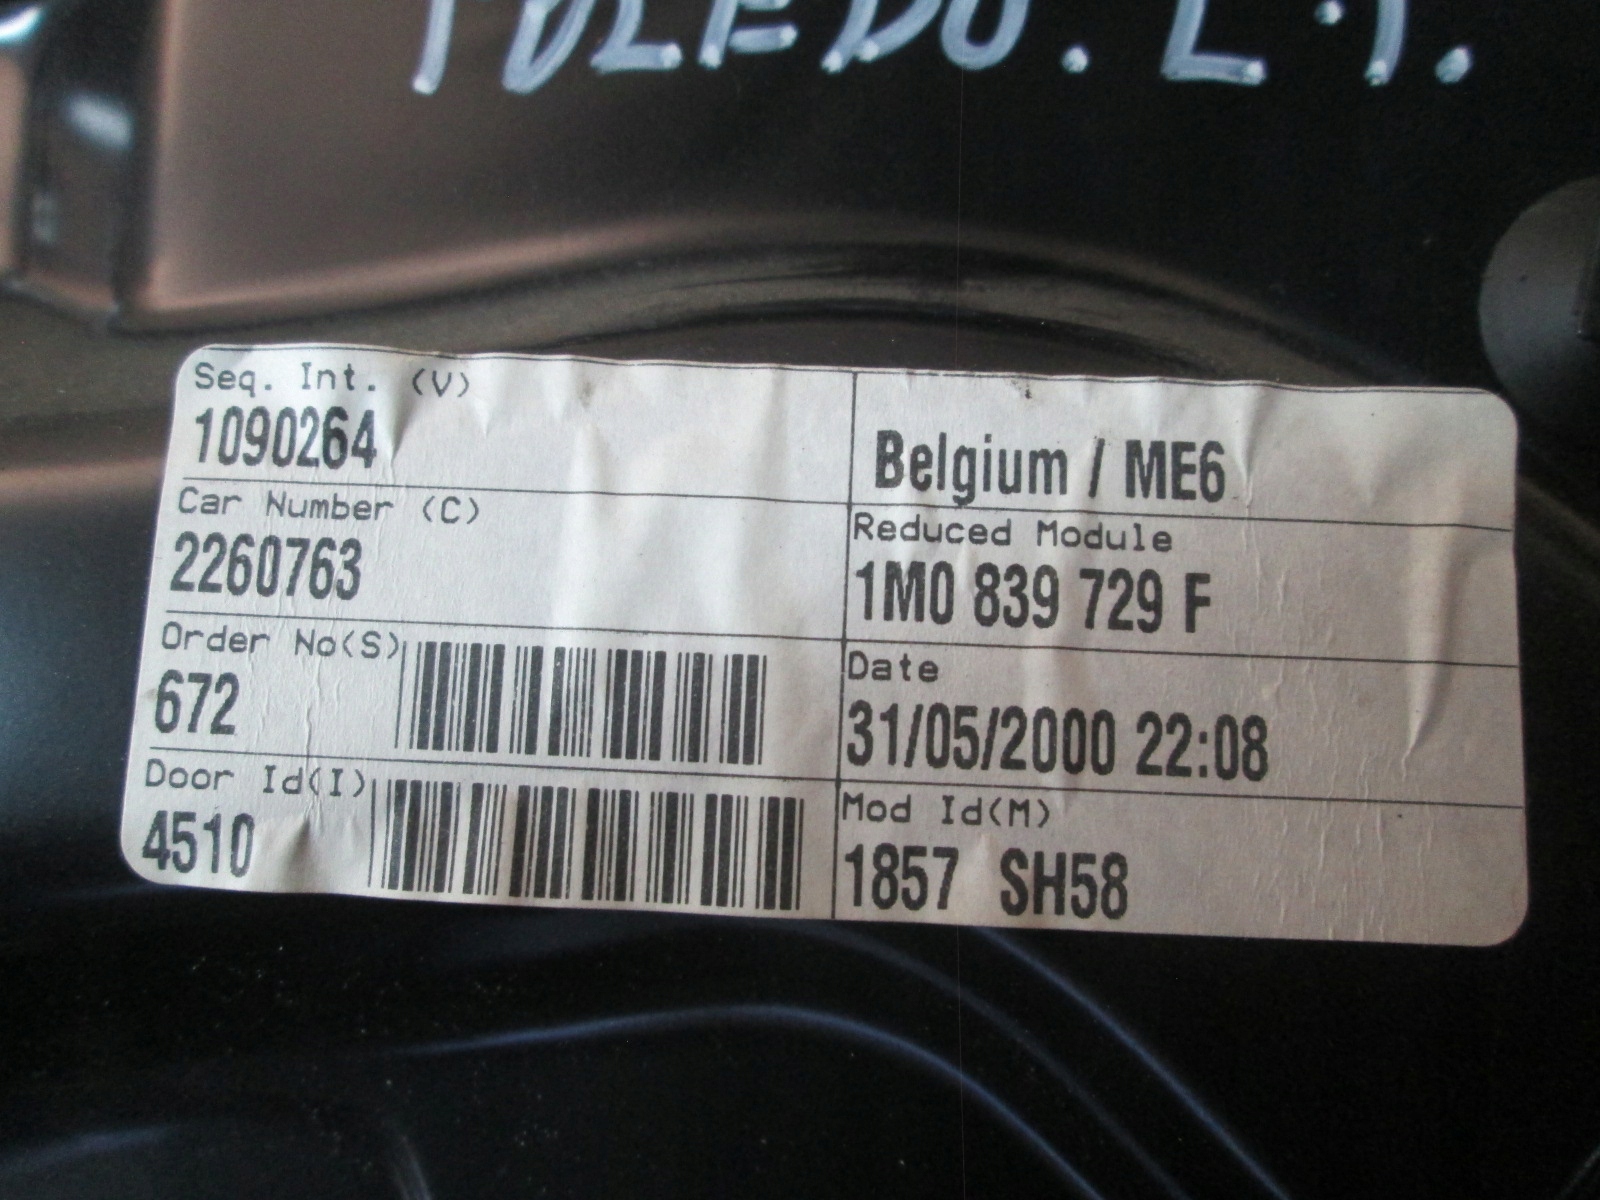 TOLEDO. L.I.
Seq. Int. (V)
1090264
Belgium / ME6
Car Number (C)
2260763
Reduced Module
1M0 839 729 F
Order No(S)
672
Date
31/05/2000 22:08
Door Id(I)
4510
Mod Id(M)
1857 SH58